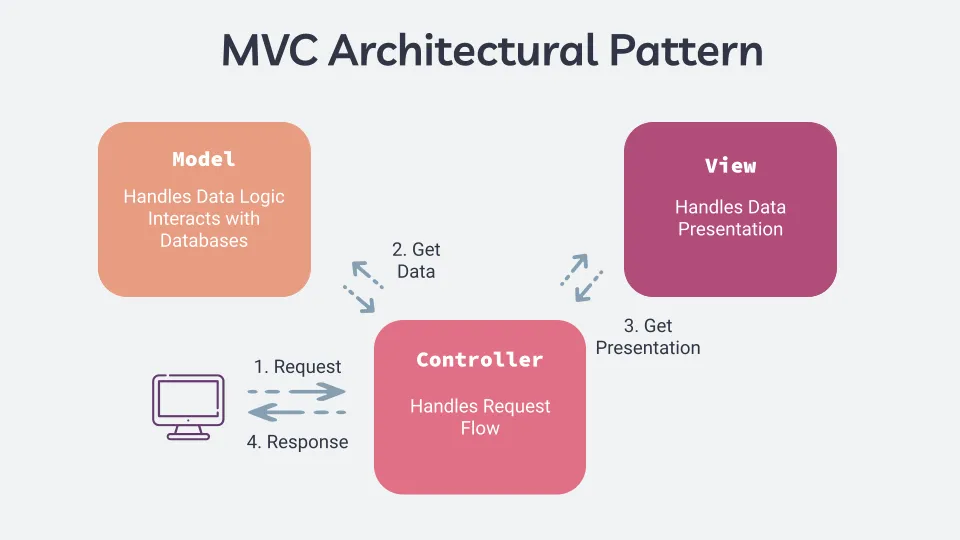 MVC Architectural Pattern
Model
Handles Data Logic
Interacts with
Databases
View
Handles Data
Presentation
2. Get
Data
3. Get
Presentation
Controller
Handles Request
Flow
1. Request
4. Response